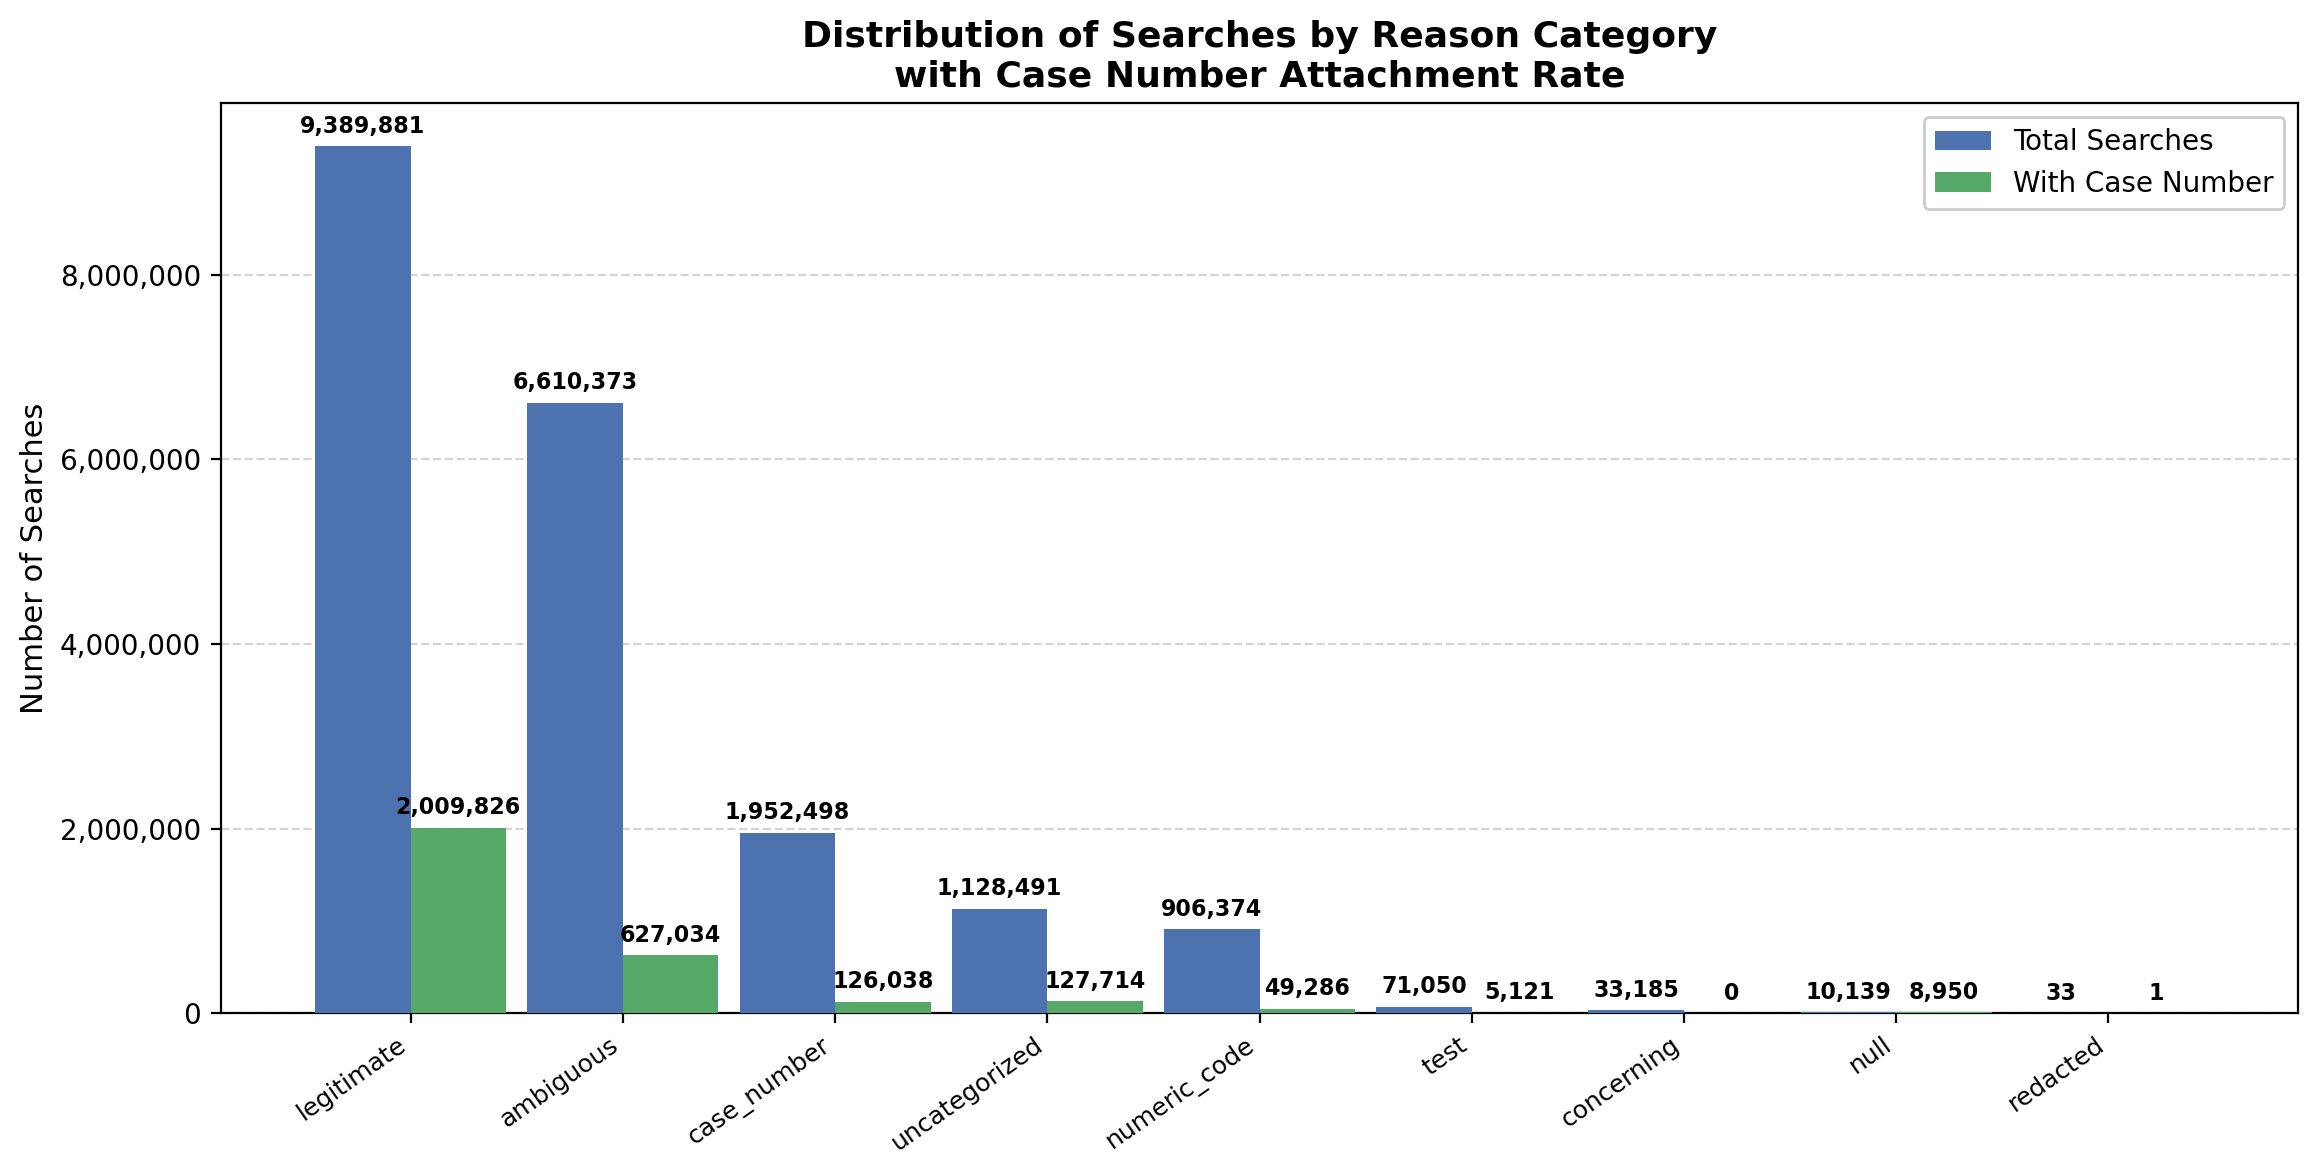 Distribution of Searches by Reason Category
with Case Number Attachment Rate
Total Searches
With Case Number
Number of Searches
8,000,000
6,000,000
4,000,000
2,000,000
0
9,389,881
2,009,826
6,610,373
627,034
1,952,498
126,038
1,128,491
127,714
906,374
49,286
71,050
5,121
33,185
0
10,139
8,950
33
1
legitimate
ambiguous
case_number
uncategorized
numeric_code
test
concerning
null
redacted